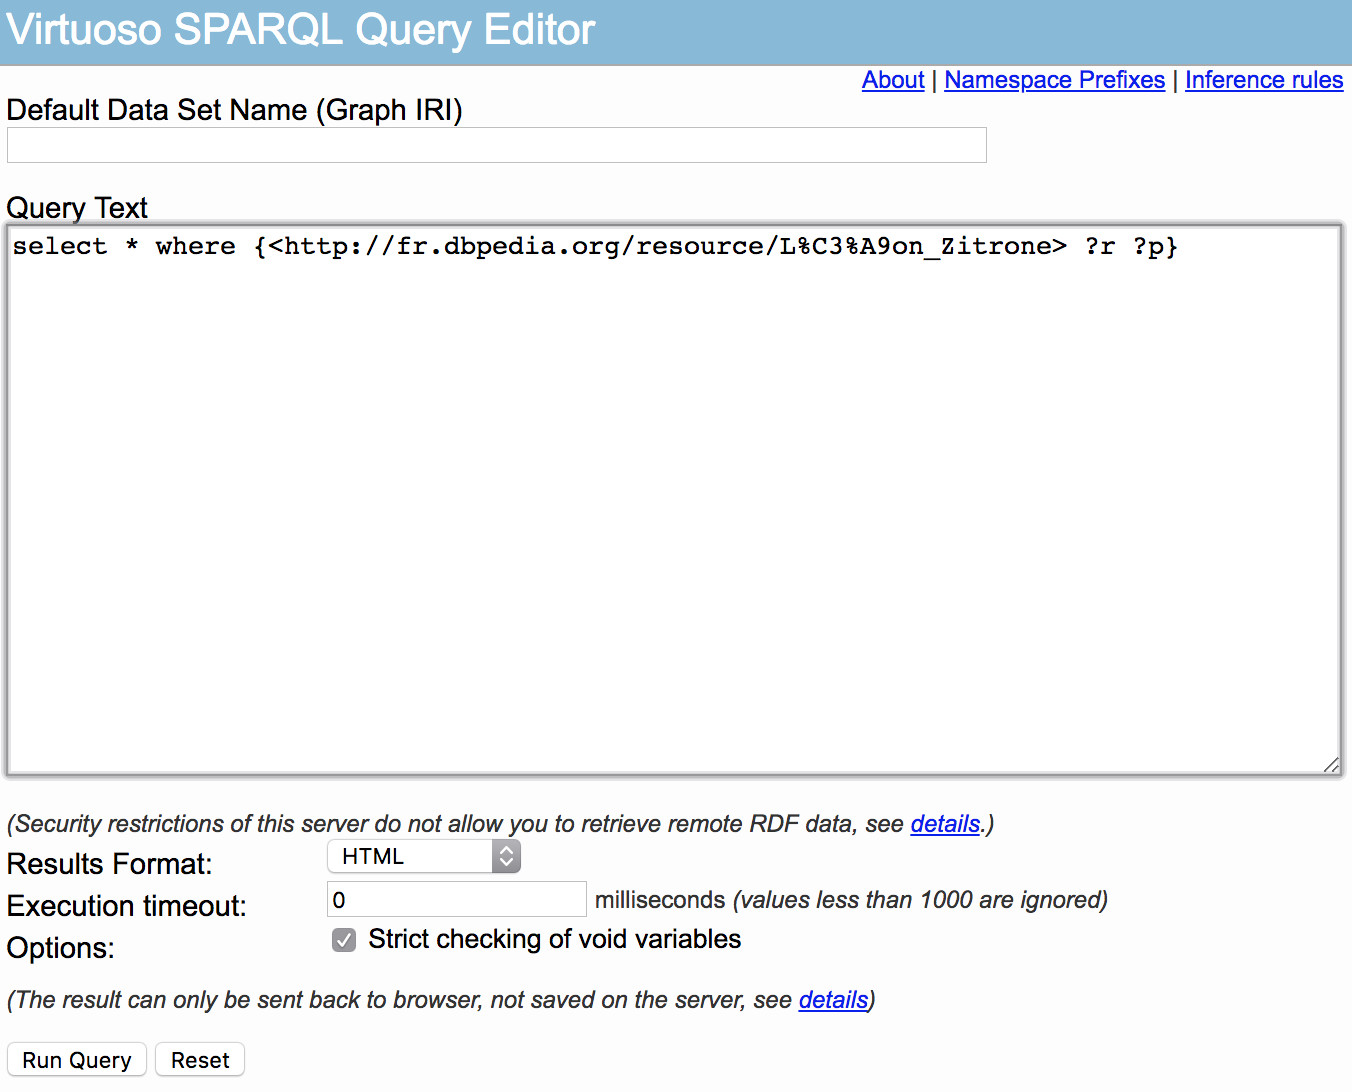 Virtuoso SPARQL Query Editor
About | Namespace Prefixes | Inference rules
Default Data Set Name (Graph IRI)
Query Text
select * where {<http://fr.dbpedia.org/resource/L%C3%A9on_Zitrone> ?r ?p}
(Security restrictions of this server do not allow you to retrieve remote RDF data, see details.)
Results Format: HTML
Execution timeout: 0 milliseconds (values less than 1000 are ignored)
Options: Strict checking of void variables
(The result can only be sent back to browser, not saved on the server, see details)
Run Query Reset